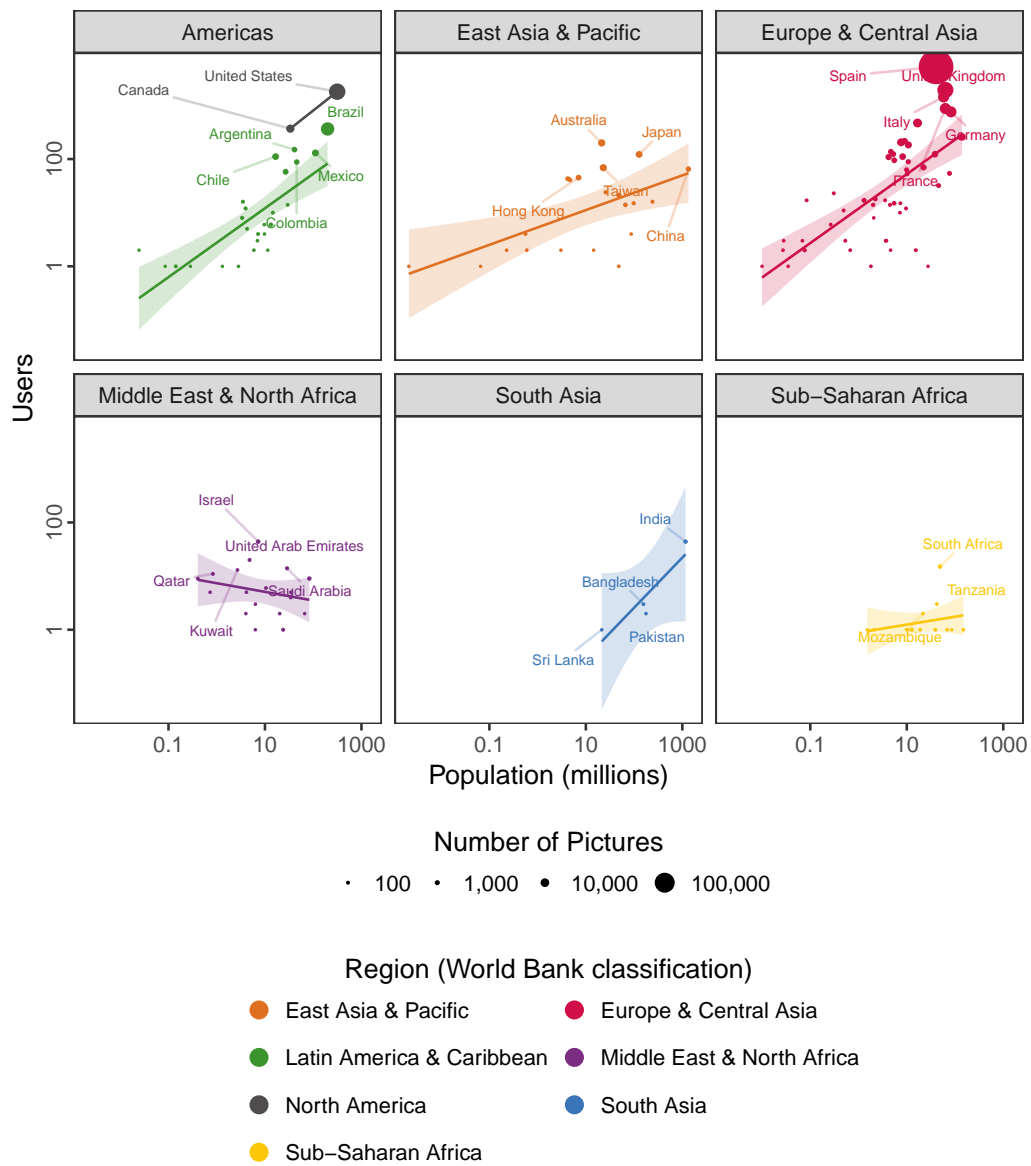 Americas
East Asia & Pacific
Europe & Central Asia
United States
Canada
Brazil
Argentina
Chile
Mexico
Colombia
Australia
Japan
Taiwan
Hong Kong
China
Spain
United Kingdom
Italy
Germany
France
100
1
Users
Middle East & North Africa
South Asia
Sub−Saharan Africa
Israel
United Arab Emirates
Qatar
Saudi Arabia
Kuwait
India
Bangladesh
Pakistan
Sri Lanka
South Africa
Tanzania
Mozambique
100
1
0.1 10 1000
0.1 10 1000
0.1 10 1000
Population (millions)
Number of Pictures
100 1,000 10,000 100,000
Region (World Bank classification)
East Asia & Pacific
Europe & Central Asia
Latin America & Caribbean
Middle East & North Africa
North America
South Asia
Sub−Saharan Africa